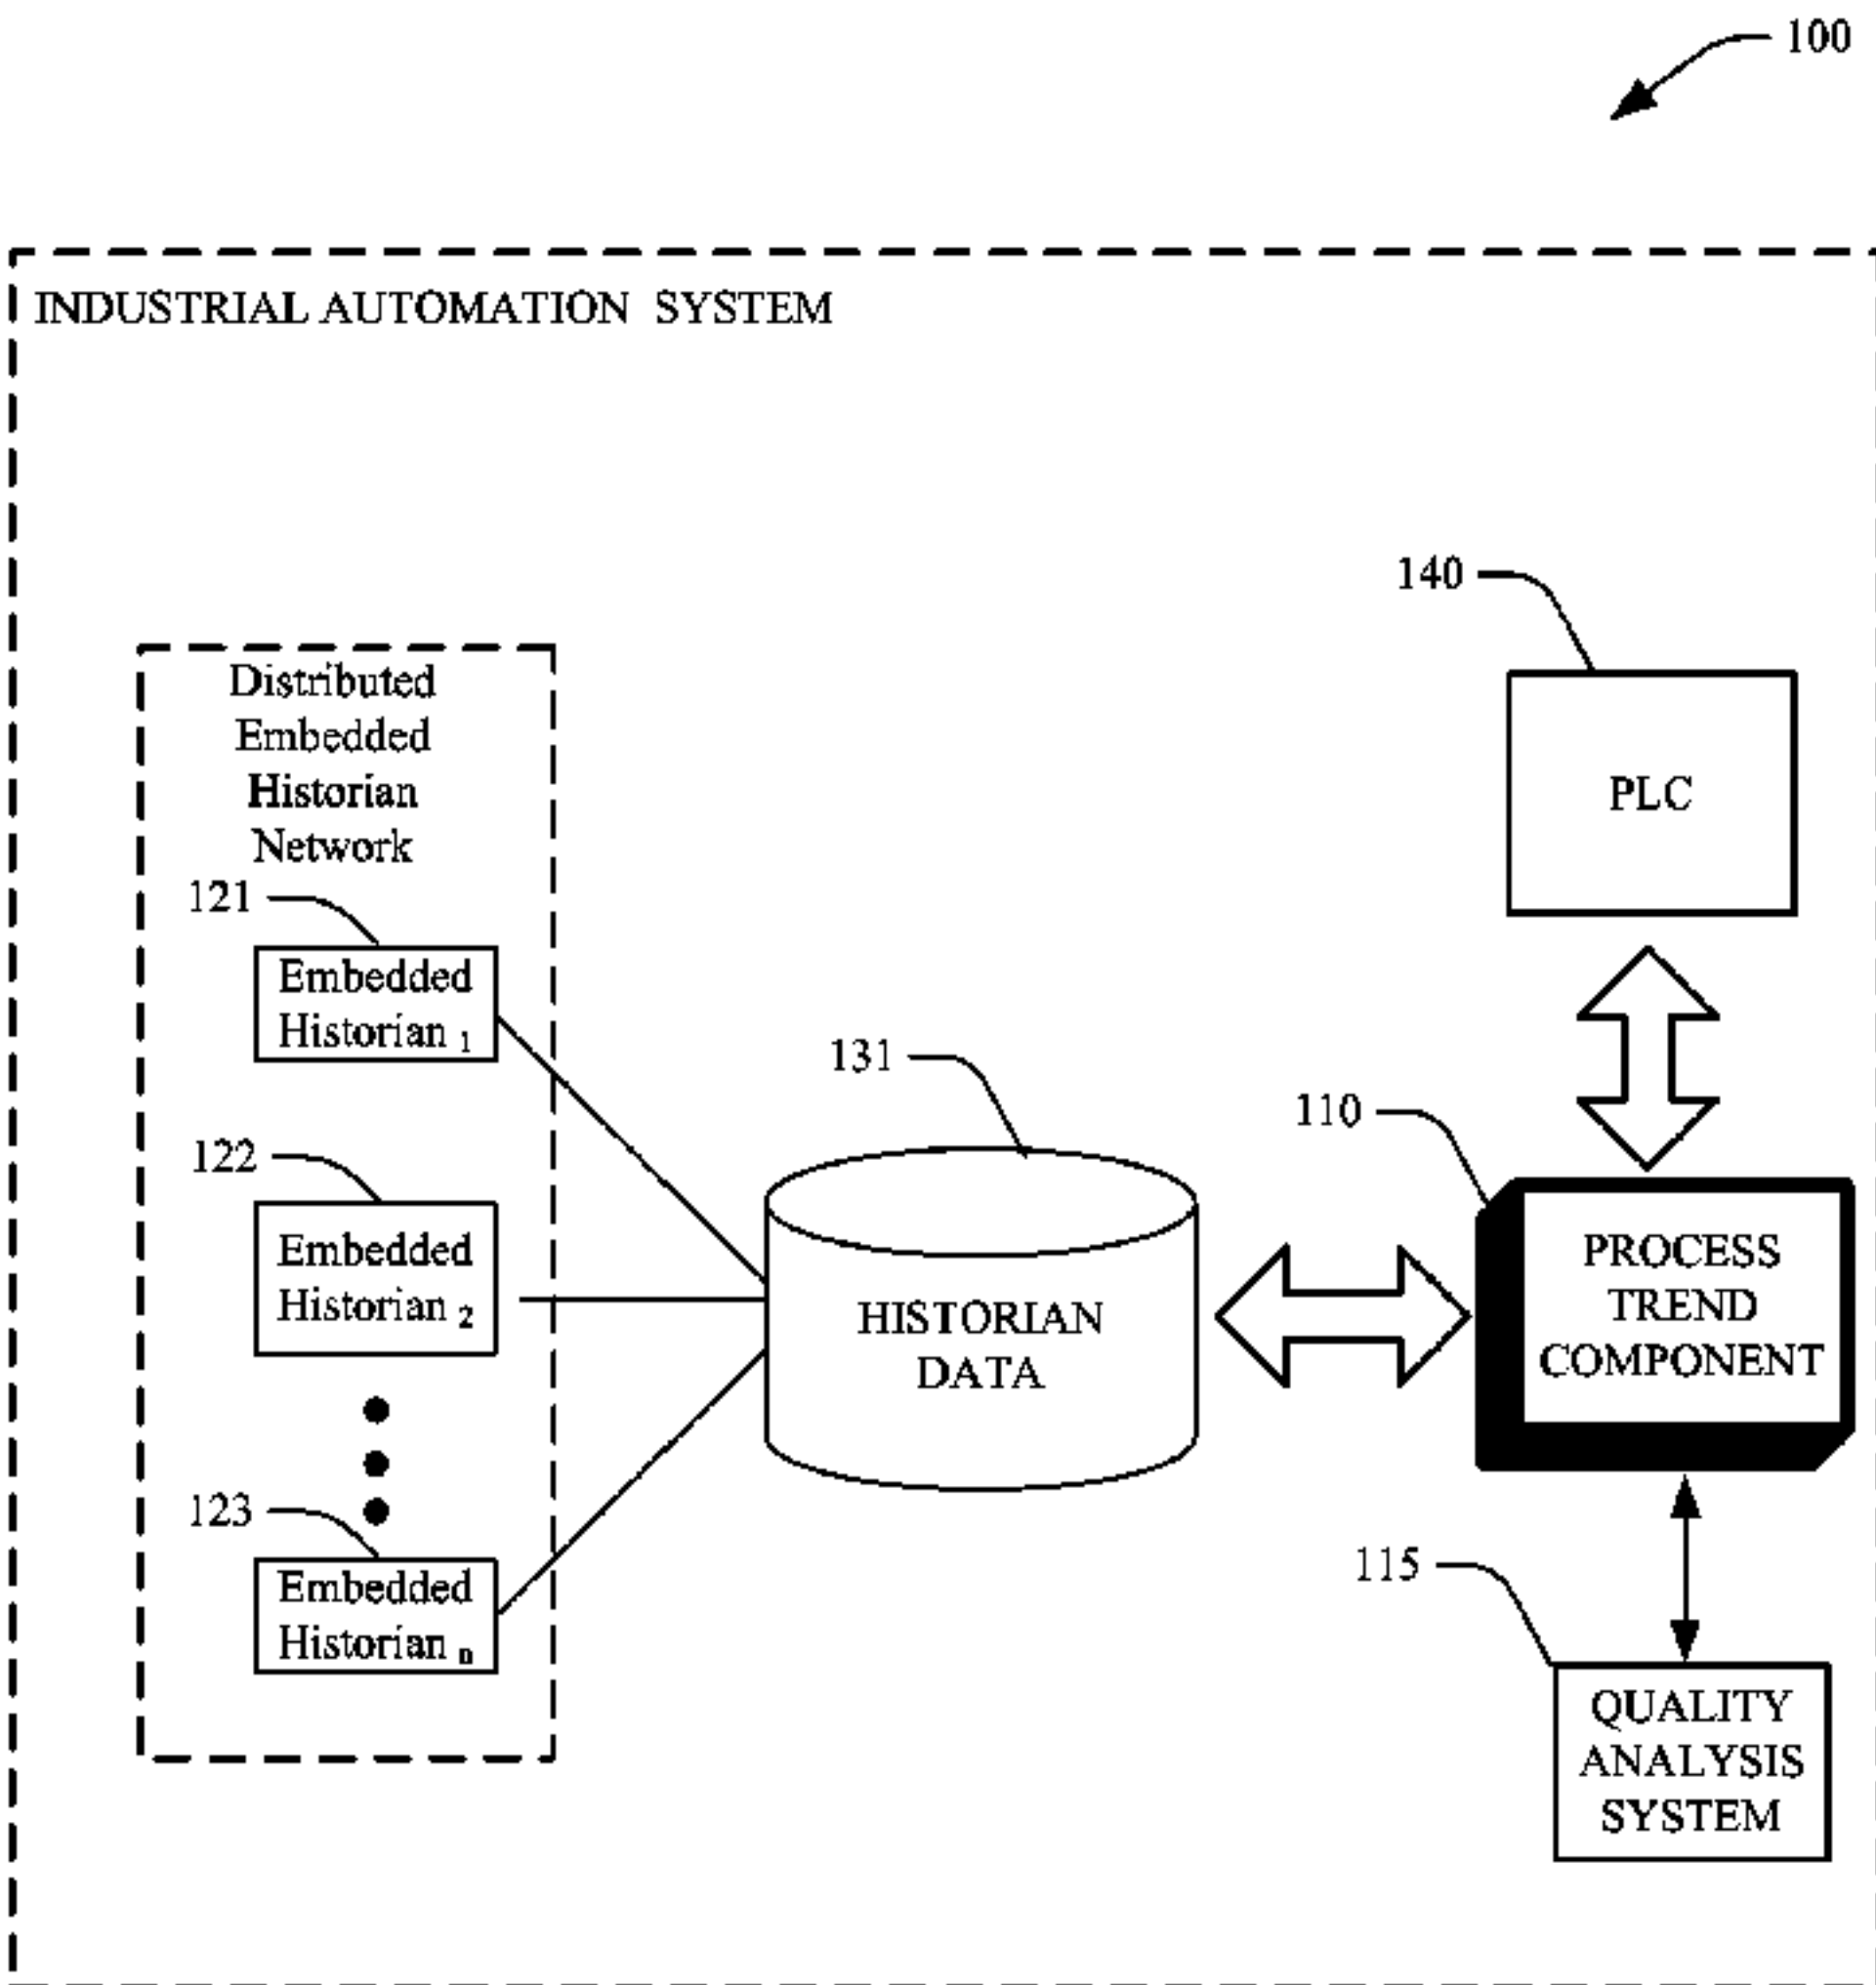 100
INDUSTRIAL AUTOMATION SYSTEM
140
PLC
Distributed
Embedded
Historian
Network
121
Embedded
Historian 1
131
110
122
Embedded
Historian 2
HISTORIAN
DATA
PROCESS
TREND
COMPONENT
123
Embedded
Historian n
115
QUALITY
ANALYSIS
SYSTEM